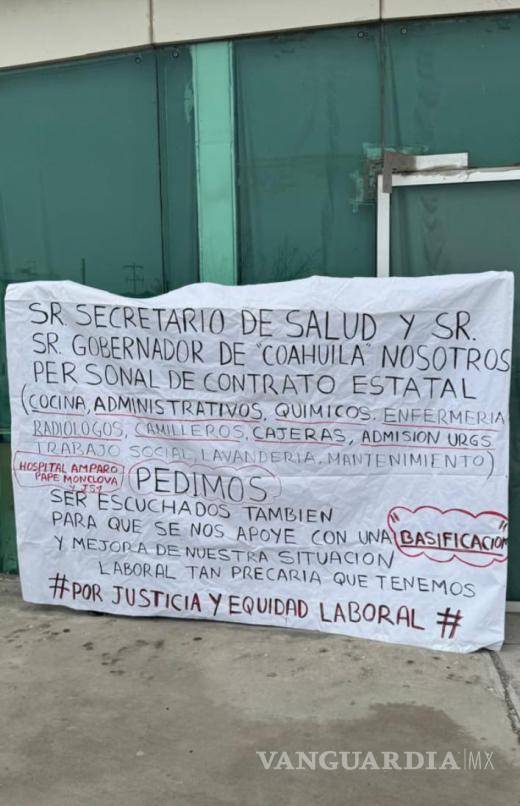 SR. SECRETARIO DE SALUD Y SR.
SR. GOBERNADOR DE "COAHUILA" NOSOTROS
PERSONAL DE CONTRATO ESTATAL
(COCINA, ADMINISTRATIVOS, QUIMICOS, ENFERMERIA
RADIOLOGOS, CAMILLEROS, CAJERAS, ADMISION URGS
TRABAJO SOCIAL, LAVANDERIA, MANTENIMIENTO)
HOSPITAL AMPARO
PAPE MONCLOVA
Y JS4
PEDIMOS
SER ESCUCHADOS TAMBIEN
PARA QUE SE NOS APOYE CON UNA "BASIFICACION"
Y MEJORA DE NUESTRA SITUACION
LABORAL TAN PRECARIA QUE TENEMOS
#POR JUSTICIA Y EQUIDAD LABORAL #
VANGUARDIA|MX